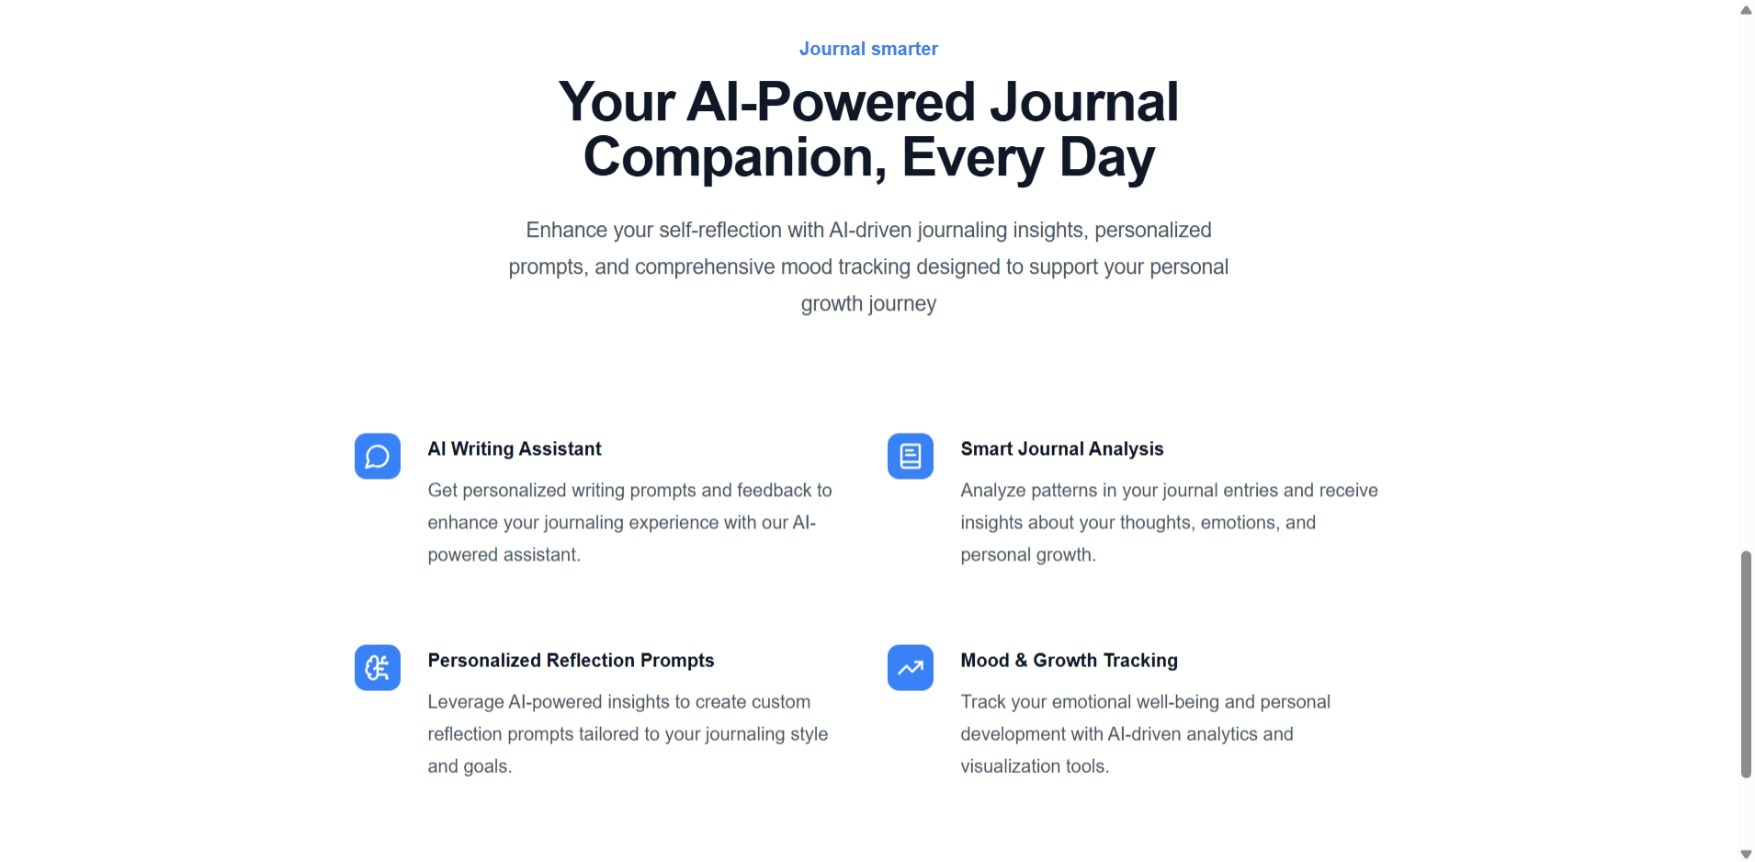 Journal smarter
Your AI-Powered Journal
Companion, Every Day
Enhance your self-reflection with AI-driven journaling insights, personalized
prompts, and comprehensive mood tracking designed to support your personal
growth journey
AI Writing Assistant
Get personalized writing prompts and feedback to
enhance your journaling experience with our AI-
powered assistant.
Smart Journal Analysis
Analyze patterns in your journal entries and receive
insights about your thoughts, emotions, and
personal growth.
Personalized Reflection Prompts
Leverage AI-powered insights to create custom
reflection prompts tailored to your journaling style
and goals.
Mood & Growth Tracking
Track your emotional well-being and personal
development with AI-driven analytics and
visualization tools.